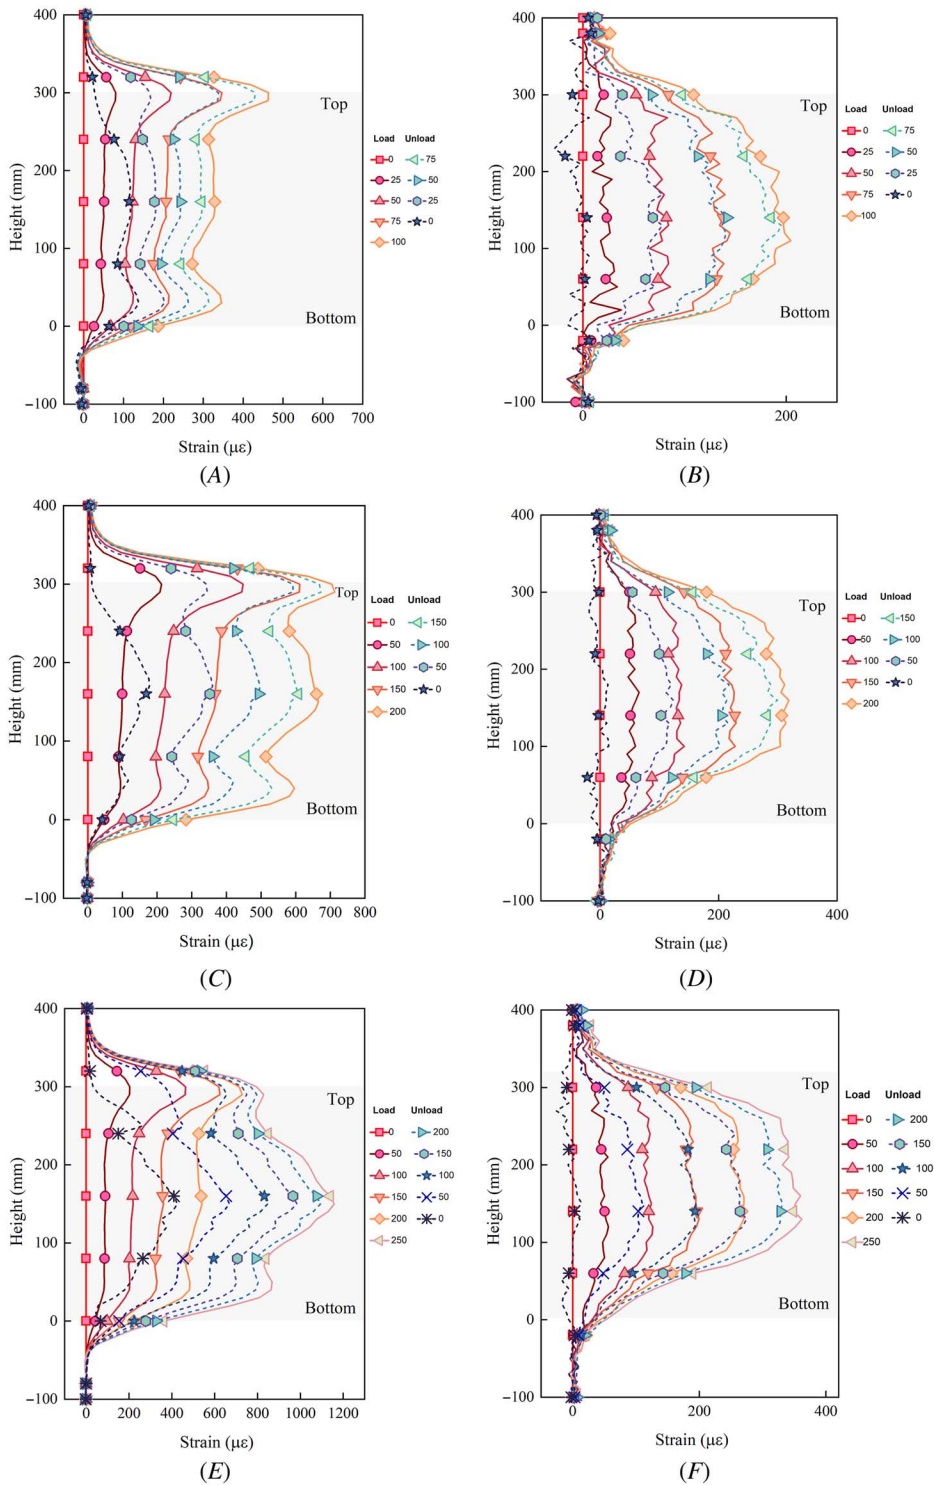 400
300
200
100
0
−100
Height (mm)
Top
Bottom
0 100 200 300 400 500 600 700
Strain (με)
Load Unload
0 75
25 50
50 25
75 0
100
(A)
400
300
200
100
0
−100
Height (mm)
Top
Bottom
0 200
Strain (με)
Load Unload
0 75
25 50
50 25
75 0
100
(B)
400
300
200
100
0
−100
Height (mm)
Top
Bottom
0 100 200 300 400 500 600 700 800
Strain (με)
Load Unload
0 150
50 100
100 50
150 0
200
(C)
400
300
200
100
0
−100
Height (mm)
Top
Bottom
0 200 400
Strain (με)
Load Unload
0 150
50 100
100 50
150 0
200
(D)
400
300
200
100
0
−100
Height (mm)
Top
Bottom
0 200 400 600 800 1000 1200
Strain (με)
Load Unload
0 200
50 150
100 100
150 50
200 0
250
(E)
400
300
200
100
0
−100
Height (mm)
Top
Bottom
0 200 400
Strain (με)
Load Unload
0 200
50 150
100 100
150 50
200 0
250
(F)